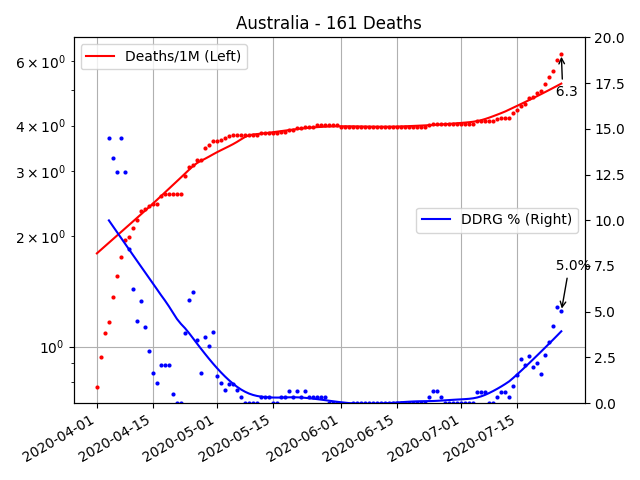 Australia - 161 Deaths
Deaths/1M (Left)
DDRG % (Right)
6.3
5.0%
6 × 10⁰
4 × 10⁰
3 × 10⁰
2 × 10⁰
10⁰
20.0
17.5
15.0
12.5
10.0
7.5
5.0
2.5
0.0
2020-04-01
2020-04-15
2020-05-01
2020-05-15
2020-06-01
2020-06-15
2020-07-01
2020-07-15